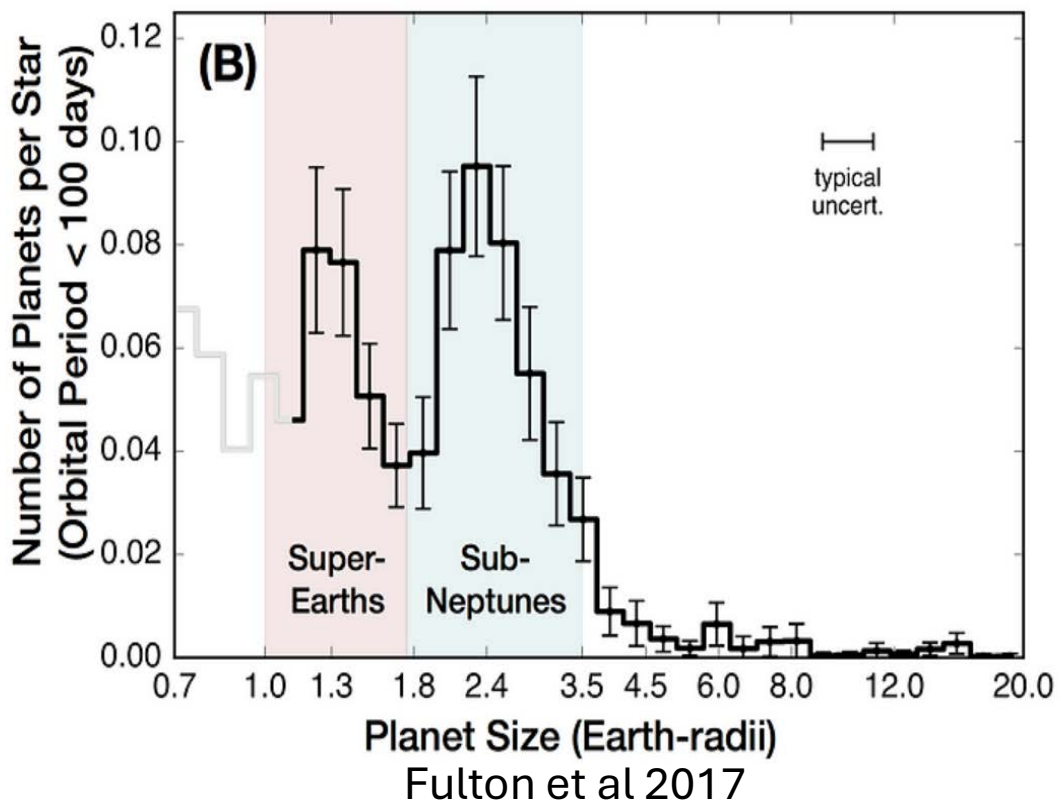 Number of Planets per Star
(Orbital Period < 100 days)
0.12
0.10
0.08
0.06
0.04
0.02
0.00
(B)
typical
uncert.
Super-
Earths
Sub-
Neptunes
0.7 1.0 1.3 1.8 2.4 3.5 4.5 6.0 8.0 12.0 20.0
Planet Size (Earth-radii)
Fulton et al 2017